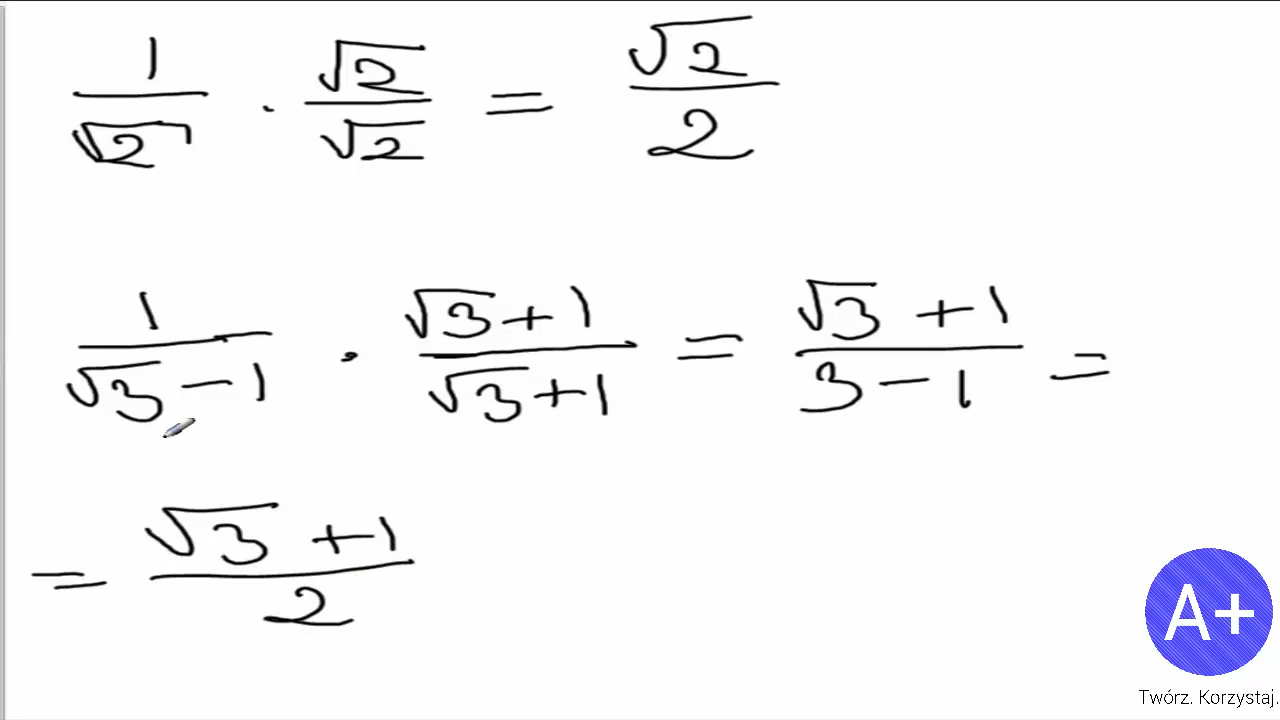 1/√2 · √2/√2 = √2/2
1/(√3 − 1) · (√3 + 1)/(√3 + 1) = (√3 + 1)/(3 − 1) =
= (√3 + 1)/2
A+
Twórz. Korzystaj.